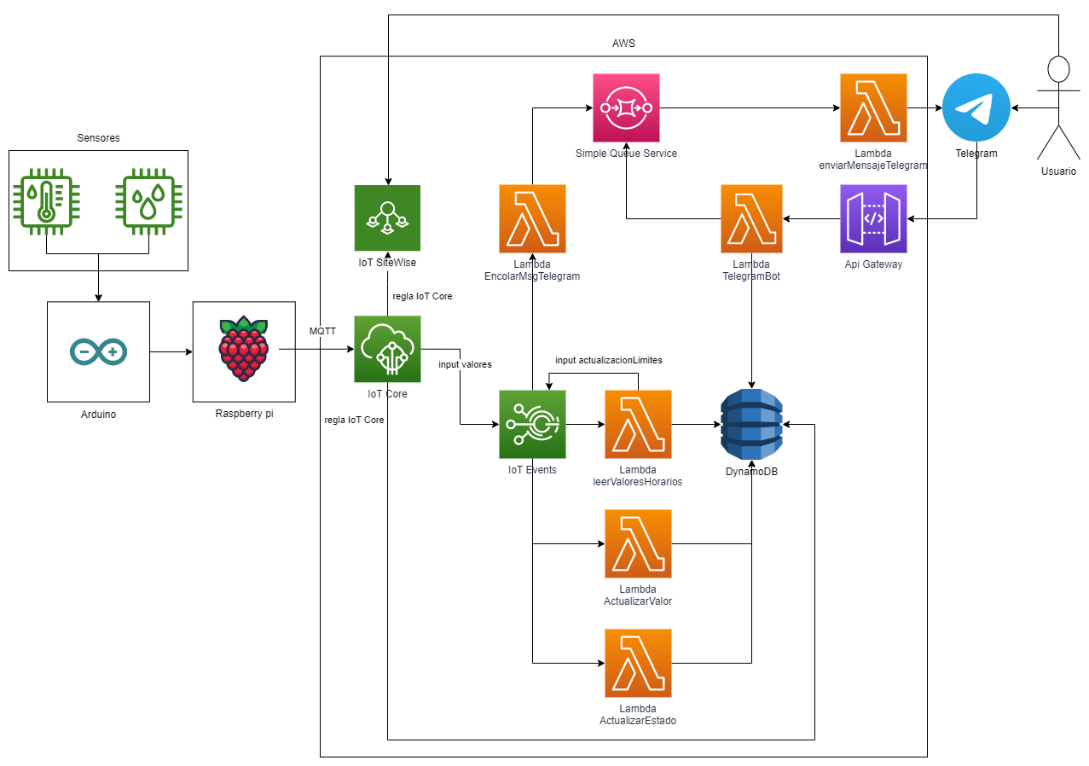 AWS
Sensores
Simple Queue Service
Lambda
enviarMensajeTelegram
Telegram
Usuario
IoT SiteWise
Lambda
EncolarMsgTelegram
Lambda
TelegramBot
Api Gateway
regla IoT Core
MQTT
input valores
input actualizacionLimites
IoT Core
Arduino
Raspberry pi
regla IoT Core
IoT Events
Lambda
leerValoresHorarios
DynamoDB
Lambda
ActualizarValor
Lambda
ActualizarEstado